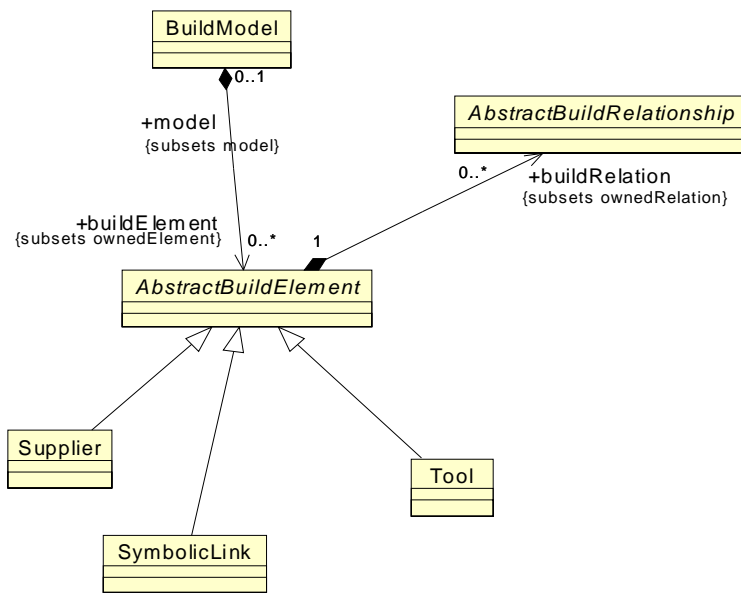 BuildModel
0..1
+model
{subsets model}
AbstractBuildRelationship
0..*
+buildRelation
{subsets ownedRelation}
+buildElement
{subsets ownedElement}
0..*
1
AbstractBuildElement
Supplier
Tool
SymbolicLink